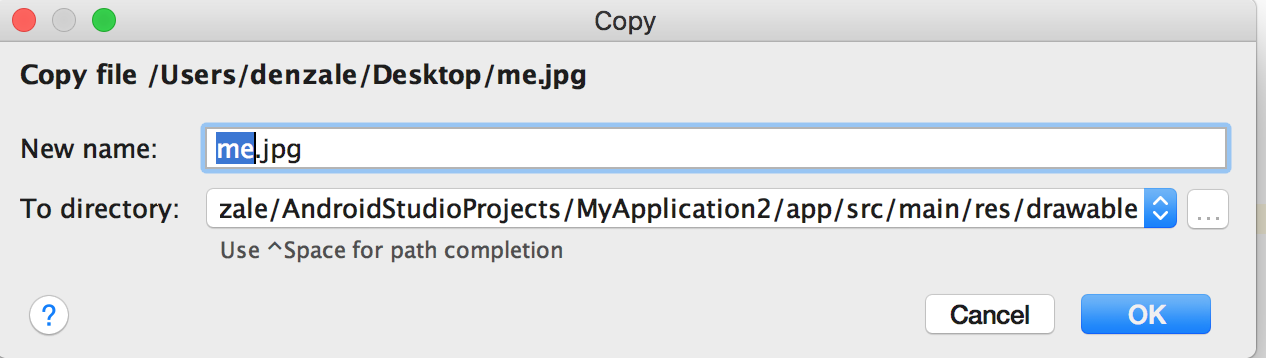 Copy
Copy file /Users/denzale/Desktop/me.jpg
New name: me.jpg
To directory: zale/AndroidStudioProjects/MyApplication2/app/src/main/res/drawable ...
Use ^Space for path completion
? Cancel OK